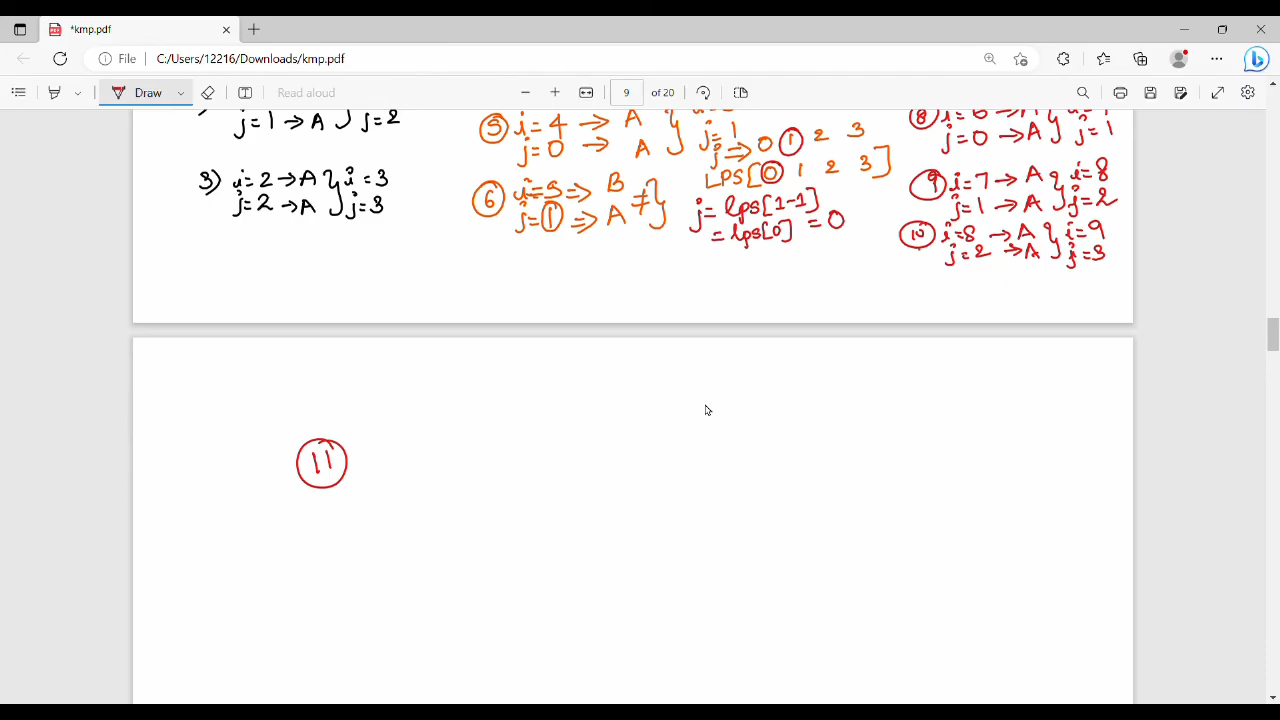 *kmp.pdf
File C:/Users/12216/Downloads/kmp.pdf
Draw Read aloud 9 of 20
j=1 → A } j=2
3) i=2→A } i=3
j=2 →A } j=3
5 i=4 → A }
j=0 → A j=1
j → 0 1 2 3
LPS[0 1 2 3]
6 i=5 ⇒ B ≠ }
j=1 ⇒ A
j= lps[1-1]
= lps[0] = 0
8
j=0 →A } j=1
9 i=7 → A } i=8
j=1 → A } j=2
10 i=8 → A } i=9
j=2 → A } j=3
11